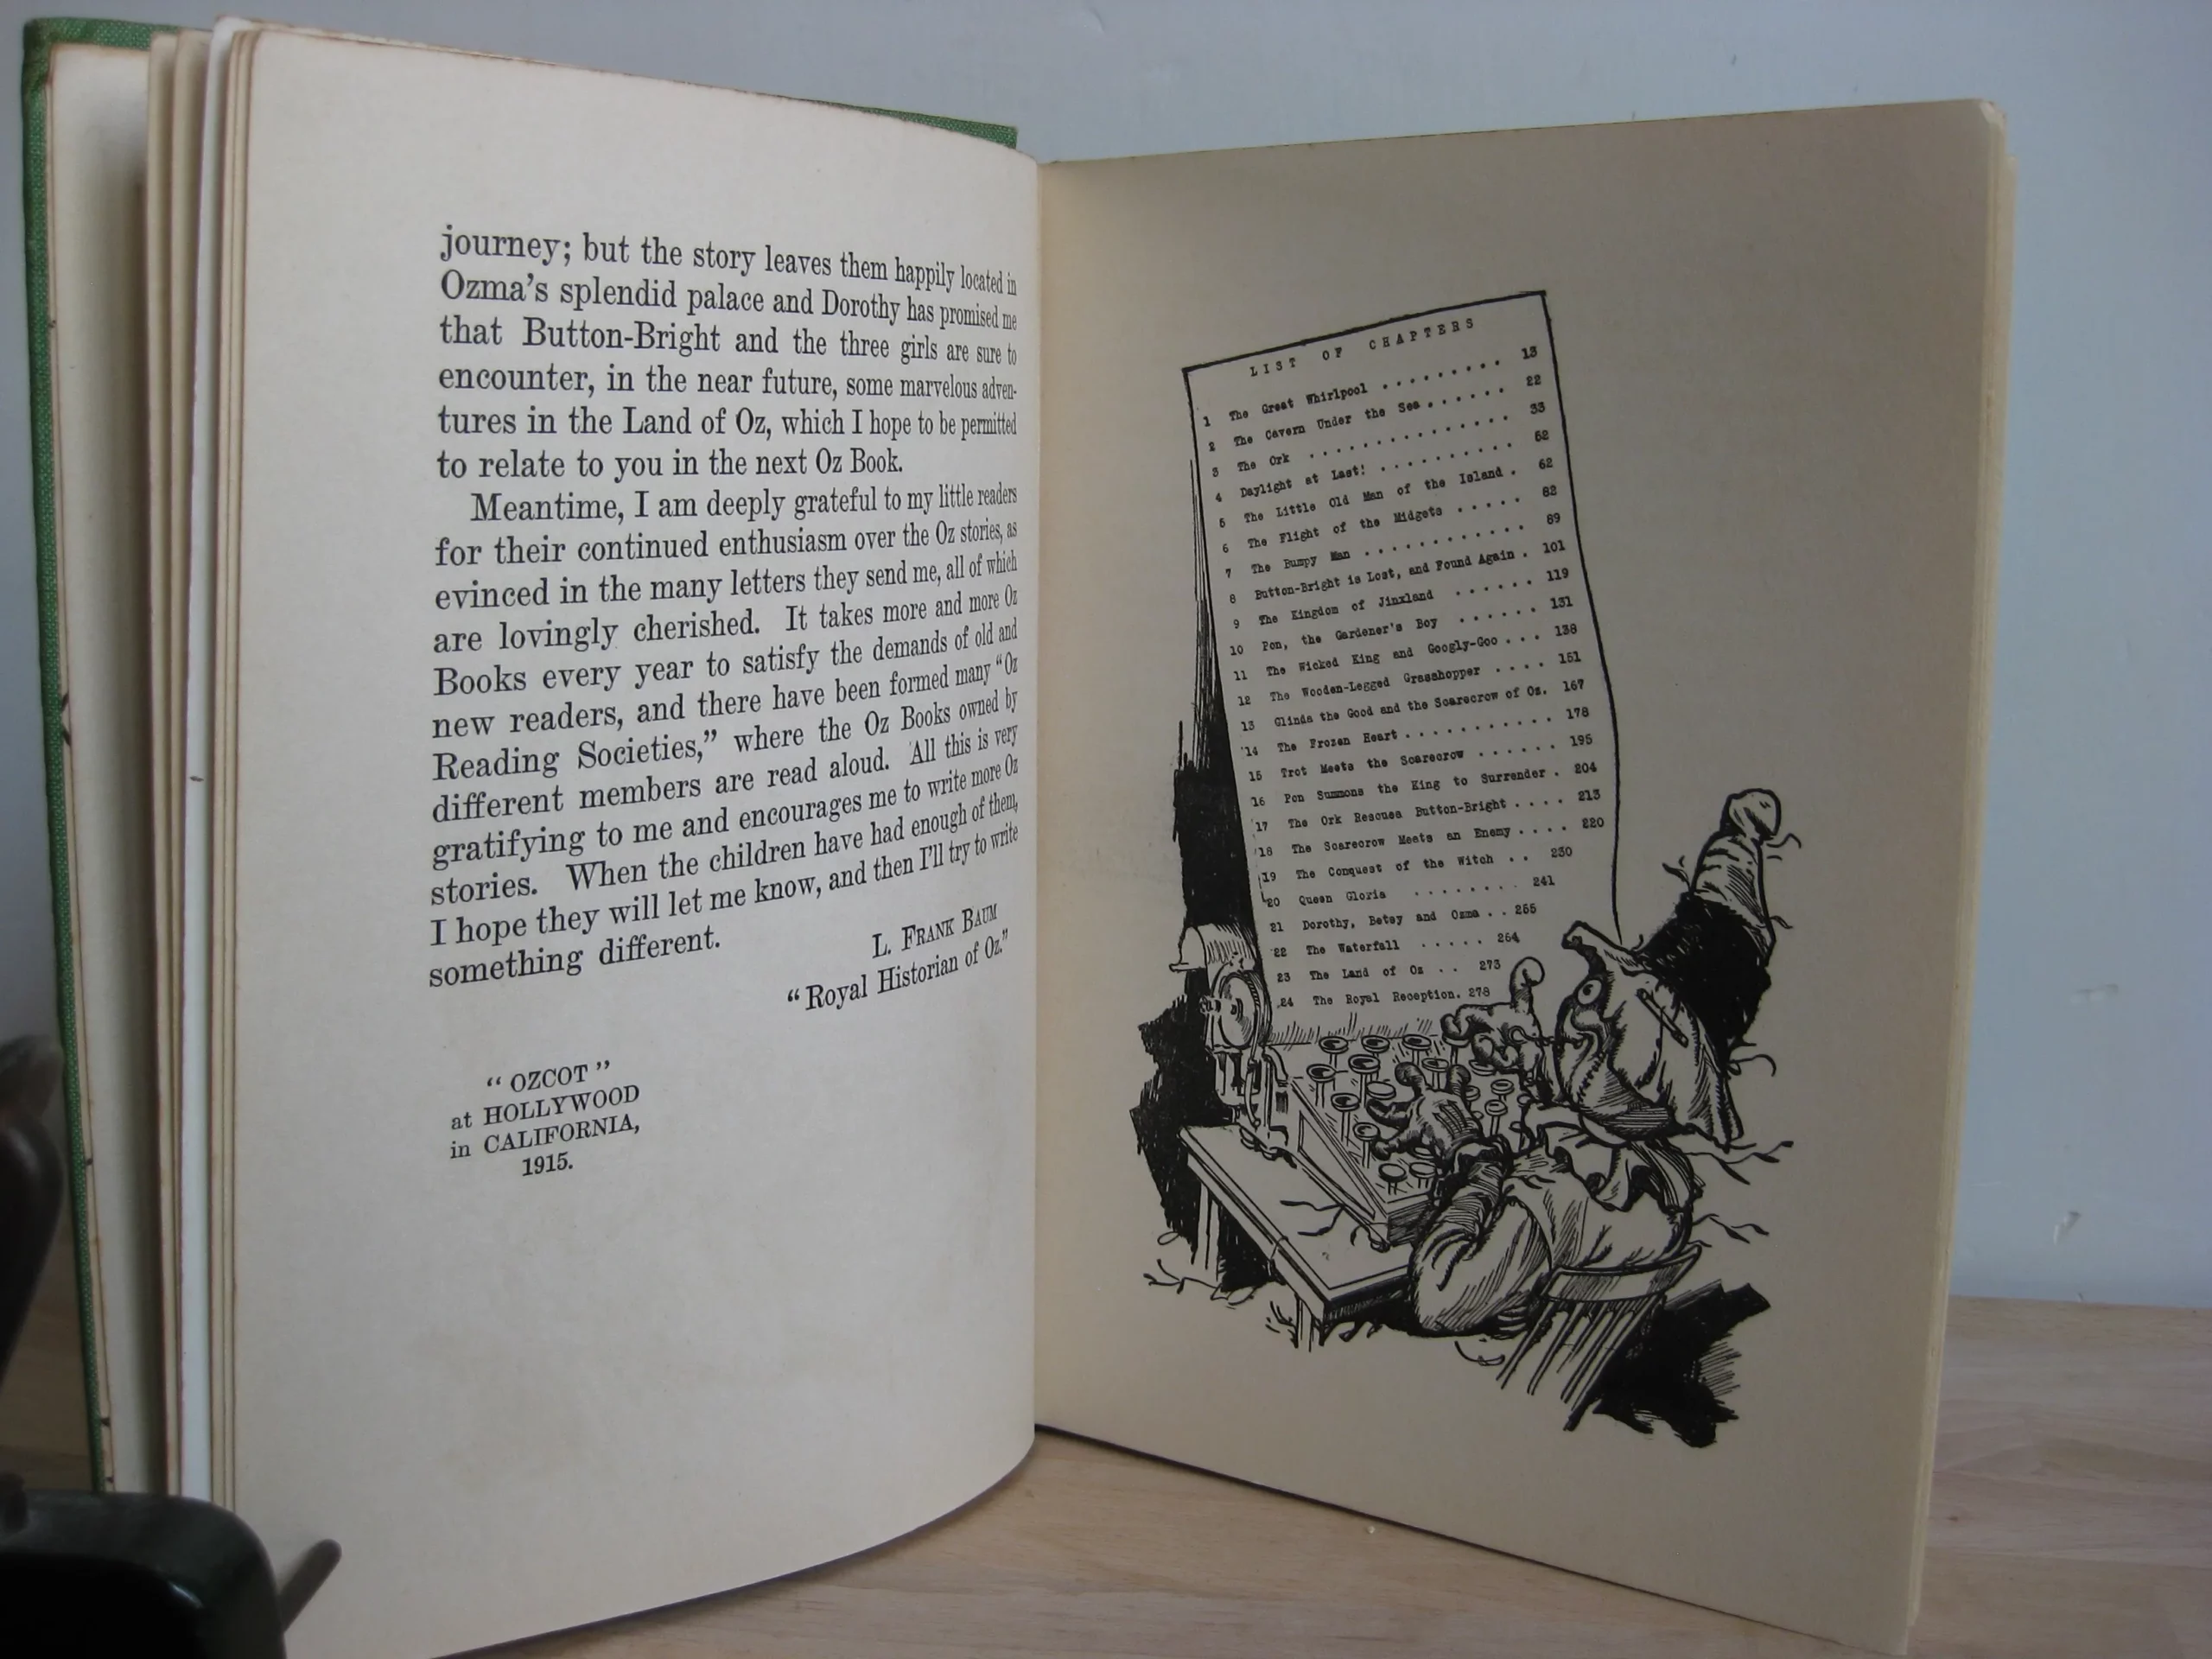 journey; but the story leaves them happily located in
Ozma's splendid palace and Dorothy has promised me
that Button-Bright and the three girls are sure to
encounter, in the near future, some marvelous adven-
tures in the Land of Oz, which I hope to be permitted
to relate to you in the next Oz Book.
Meantime, I am deeply grateful to my little readers
for their continued enthusiasm over the Oz stories, as
evinced in the many letters they send me, all of which
are lovingly cherished. It takes more and more Oz
Books every year to satisfy the demands of old and
new readers, and there have been formed many "Oz
Reading Societies," where the Oz Books owned by
different members are read aloud. All this is very
gratifying to me and encourages me to write more Oz
stories. When the children have had enough of them,
I hope they will let me know, and then I'll try to write
something different.
L. FRANK BAUM
"Royal Historian of Oz."
"OZCOT"
at HOLLYWOOD
in CALIFORNIA,
1915.
LIST OF CHAPTERS
1 The Great Whirlpool ......... 13
2 The Cavern Under the Sea ...... 22
3 The Ork .............. 33
4 Daylight at Last! .......... 52
5 The Little Old Man of the Island . 62
6 The Flight of the Midgets ..... 82
7 The Bumpy Man ............ 89
8 Button-Bright is Lost, and Found Again . 101
9 The Kingdom of Jinxland ...... 119
10 Pon, the Gardener's Boy ...... 131
11 The Wicked King and Googly-Goo ... 138
12 The Wooden-Legged Grasshopper .... 151
13 Glinda the Good and the Scarecrow of Oz. 167
14 The Frozen Heart ........... 178
15 Trot Meets the Scarecrow ...... 195
16 Pon Summons the King to Surrender . 204
17 The Ork Rescues Button-Bright .... 213
18 The Scarecrow Meets an Enemy .... 220
19 The Conquest of the Witch .. 230
20 Queen Gloria ........ 241
21 Dorothy, Betsy and Ozma .. 255
22 The Waterfall ..... 264
23 The Land of Oz .. 273
24 The Royal Reception. 278